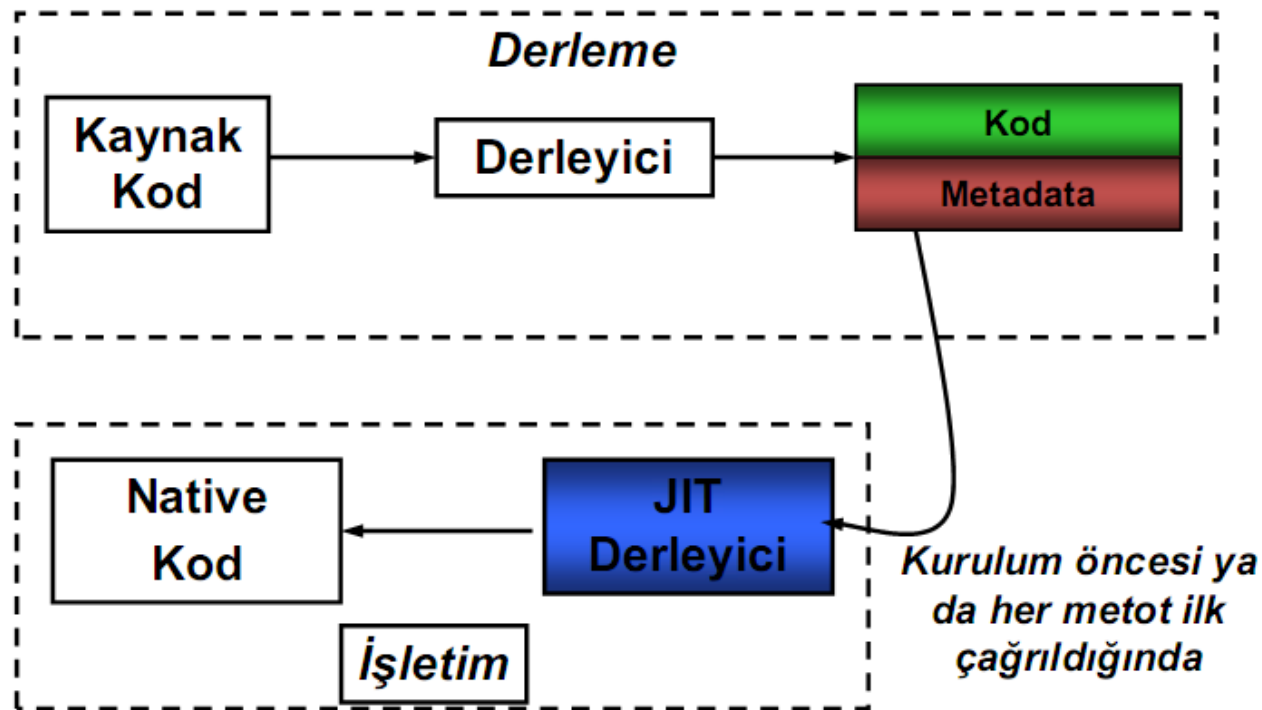 Derleme
Kaynak
Kod
Derleyici
Kod
Metadata
Native
Kod
JIT
Derleyici
Kurulum öncesi ya
da her metot ilk
çağrıldığında
İşletim